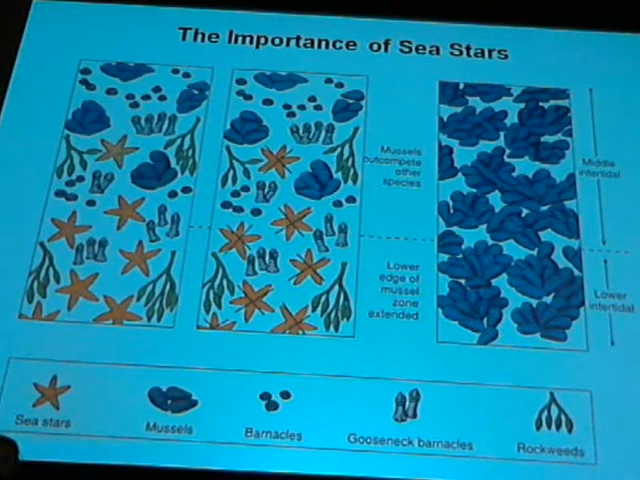 The Importance of Sea Stars
Mussels
outcompete
other
species
Middle
intertidal
Lower
edge of
mussel
zone
extended
Lower
intertidal
Sea stars
Mussels
Barnacles
Gooseneck barnacles
Rockweeds